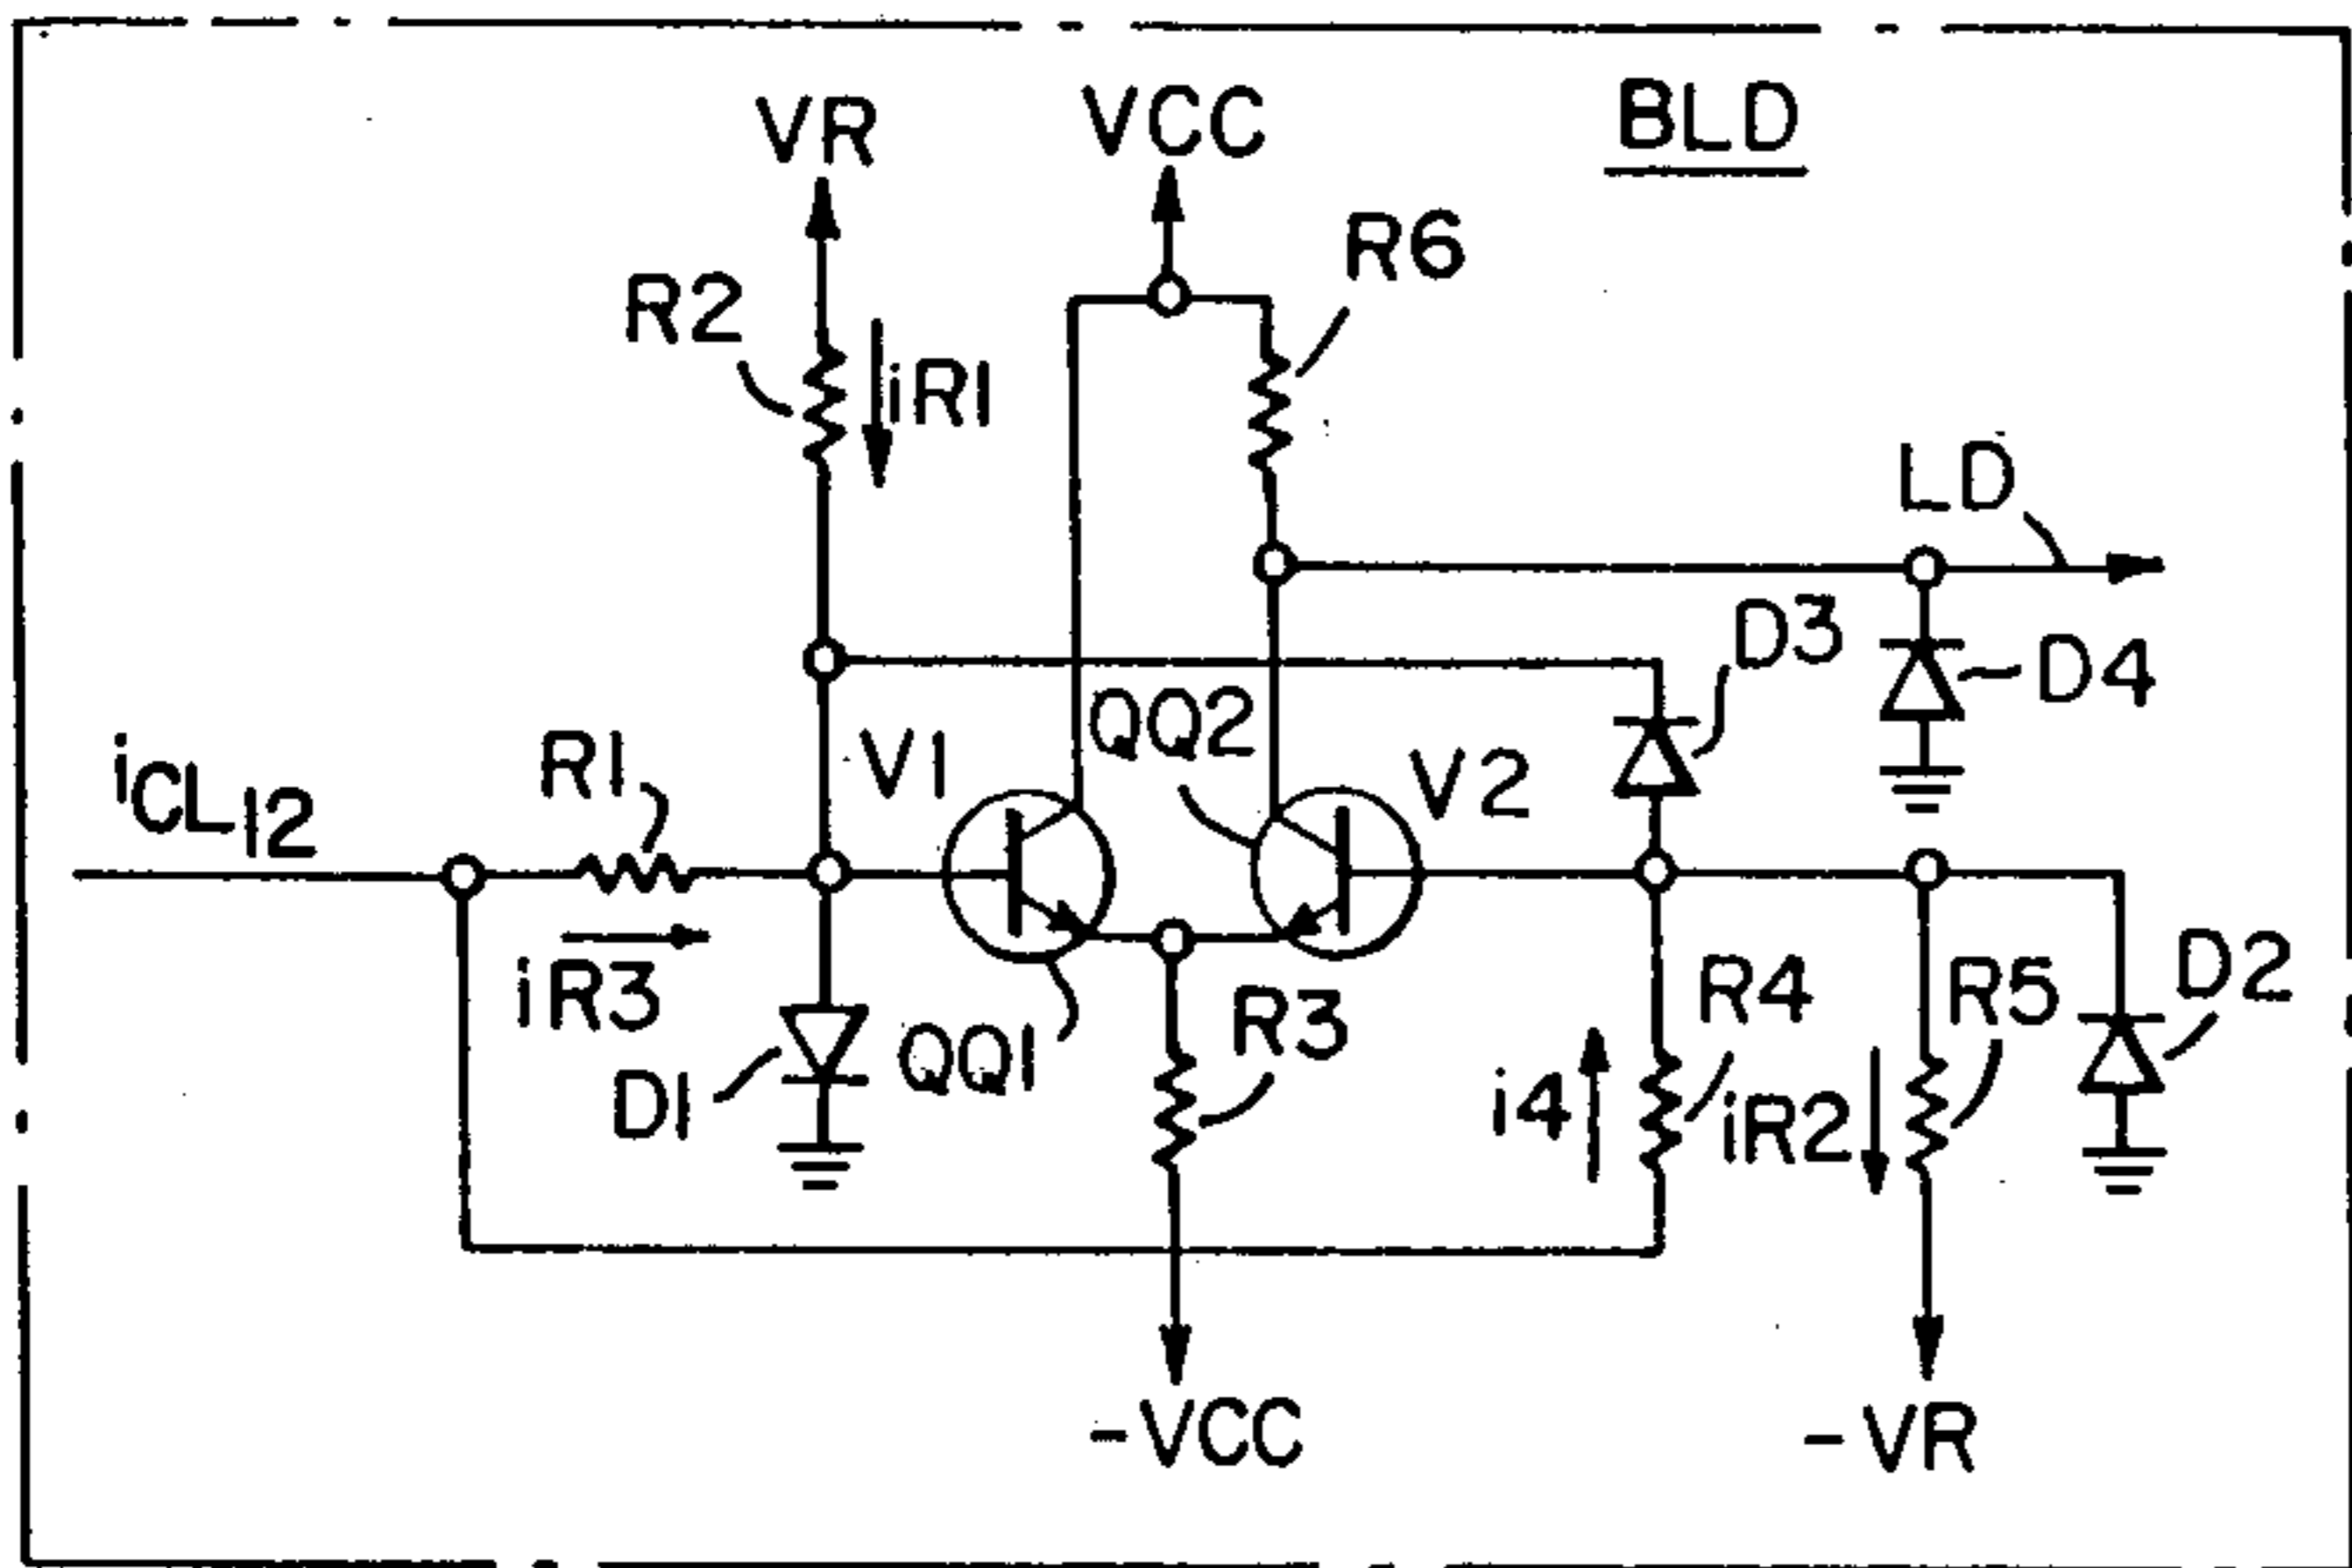 VR
VCC
BLD
R6
R2
iR1
LD
D3
D4
QQ2
iCL12
R1
V1
V2
iR3
R3
R4
R5
D2
QQ1
D1
i4
iR2
-VCC
-VR